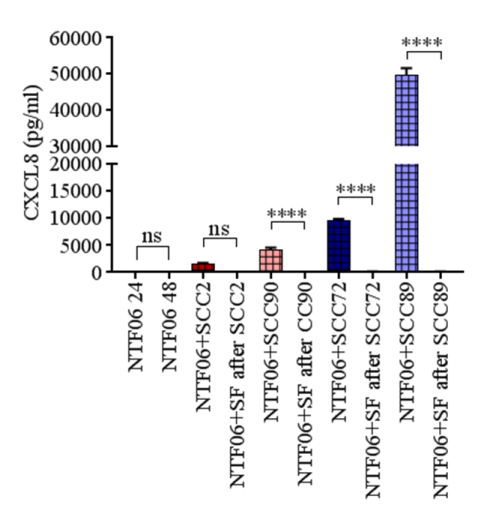 CXCL8 (pg/ml)
60000
50000
40000
30000
20000
15000
10000
5000
0
ns
ns
****
****
****
NTF06 24
NTF06 48
NTF06+SCC2
NTF06+SF after SCC2
NTF06+SCC90
NTF06+SF after CC90
NTF06+SCC72
NTF06+SF after SCC72
NTF06+SCC89
NTF06+SF after SCC89